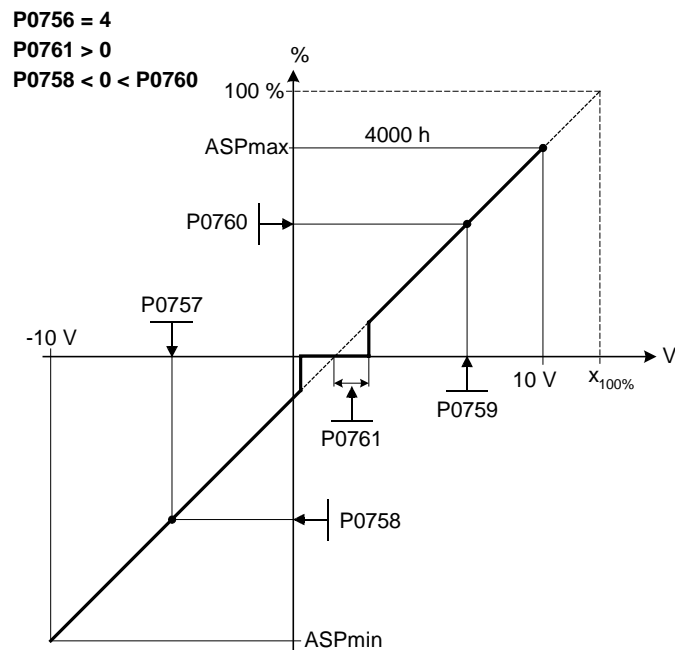 P0756 = 4
P0761 > 0
P0758 < 0 < P0760
%
100 %
ASPmax
4000 h
P0760
P0757
-10 V
V
10 V
x100%
P0759
P0761
P0758
ASPmin